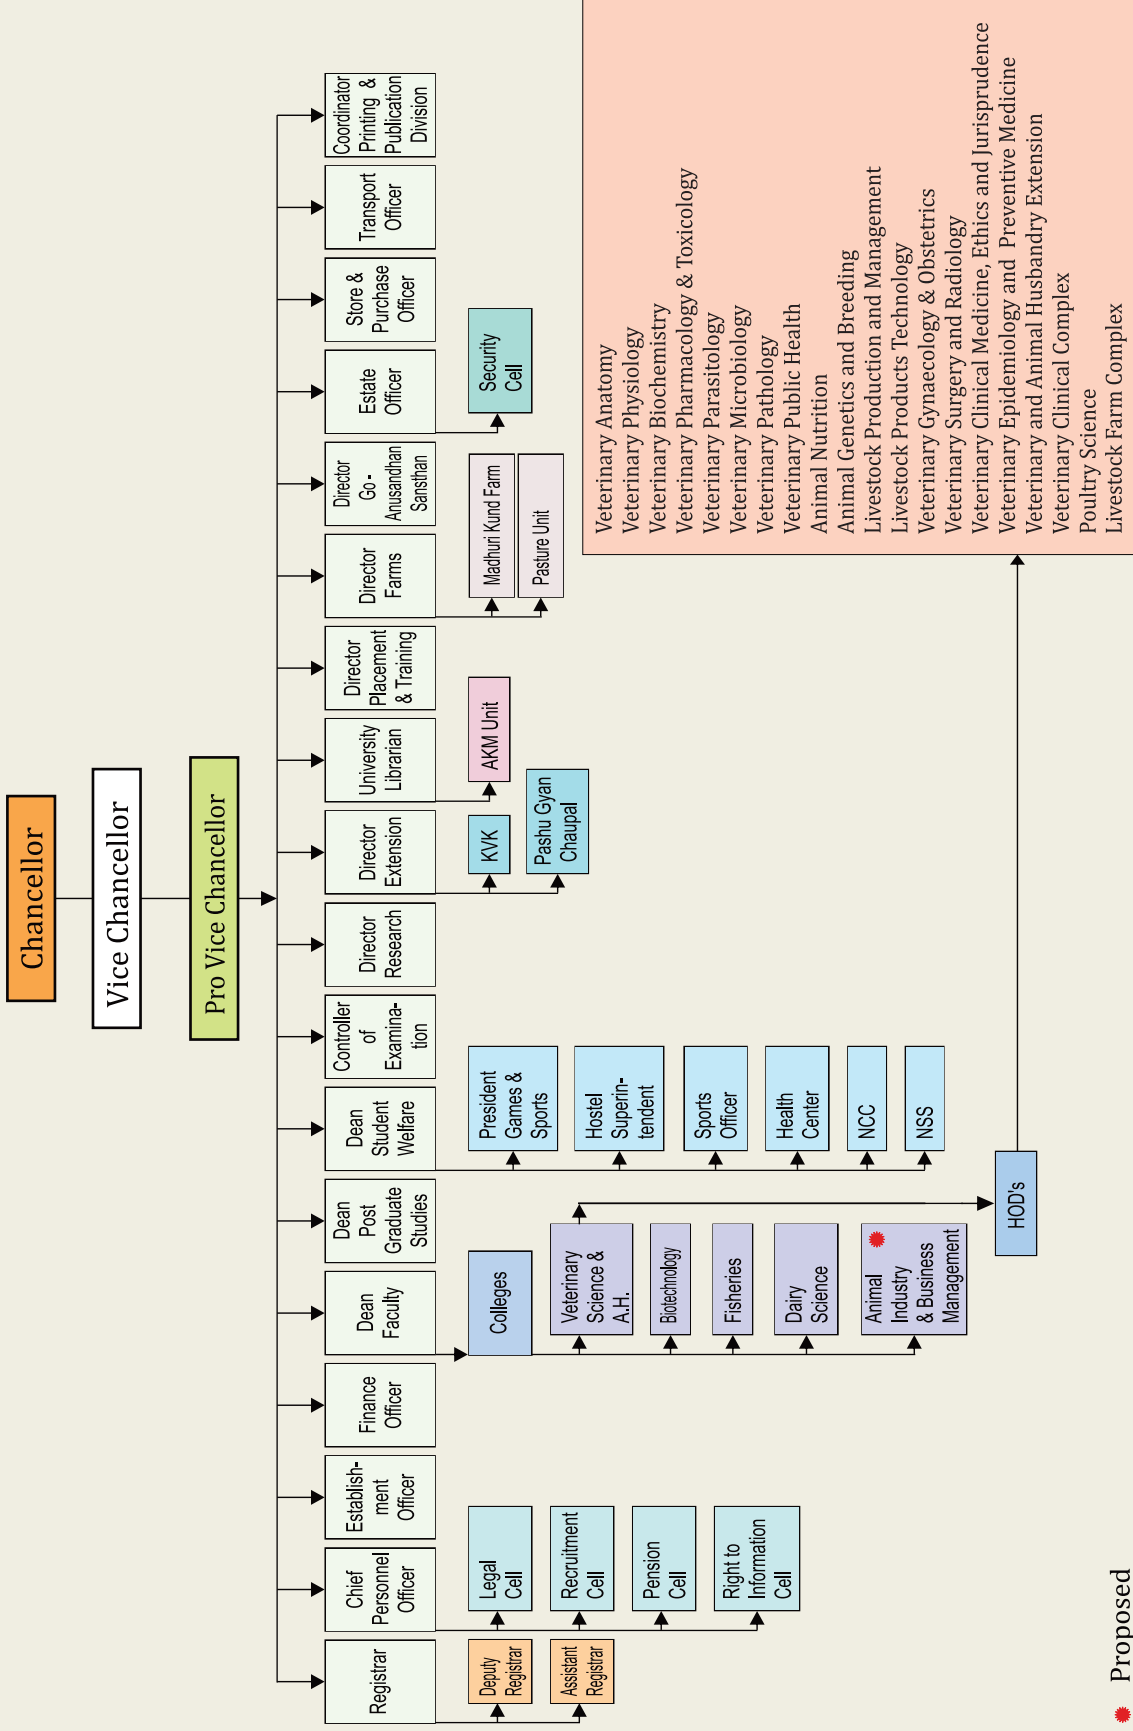 Chancellor
Vice Chancellor
Pro Vice Chancellor
Registrar
Chief
Personnel
Officer
Establish-
ment
Officer
Finance
Officer
Dean
Faculty
Dean
Post
Graduate
Studies
Dean
Student
Welfare
Controller
of
Examina-
tion
Director
Research
Director
Extension
University
Librarian
Director
Placement
& Training
Director
Farms
Director
Go -
Anusandhan
Sansthan
Estate
Officer
Store &
Purchase
Officer
Transport
Officer
Coordinator
Printing &
Publication
Division
Deputy
Registrar
Assistant
Registrar
Legal
Cell
Recruitment
Cell
Pension
Cell
Right to
Information
Cell
Colleges
Veterinary
Science &
A.H.
Biotechnology
Fisheries
Dairy
Science
Animal
Industry
& Business
Management
President
Games &
Sports
Hostel
Superin-
tendent
Sports
Officer
Health
Center
NCC
NSS
KVK
Pashu Gyan
Chaupal
AKM Unit
Madhuri Kund Farm
Pasture Unit
Security
Cell
HOD's
Veterinary Anatomy
Veterinary Physiology
Veterinary Biochemistry
Veterinary Pharmacology & Toxicology
Veterinary Parasitology
Veterinary Microbiology
Veterinary Pathology
Veterinary Public Health
Animal Nutrition
Animal Genetics and Breeding
Livestock Production and Management
Livestock Products Technology
Veterinary Gynaecology & Obstetrics
Veterinary Surgery and Radiology
Veterinary Clinical Medicine, Ethics and Jurisprudence
Veterinary Epidemiology and Preventive Medicine
Veterinary and Animal Husbandry Extension
Veterinary Clinical Complex
Poultry Science
Livestock Farm Complex
Proposed